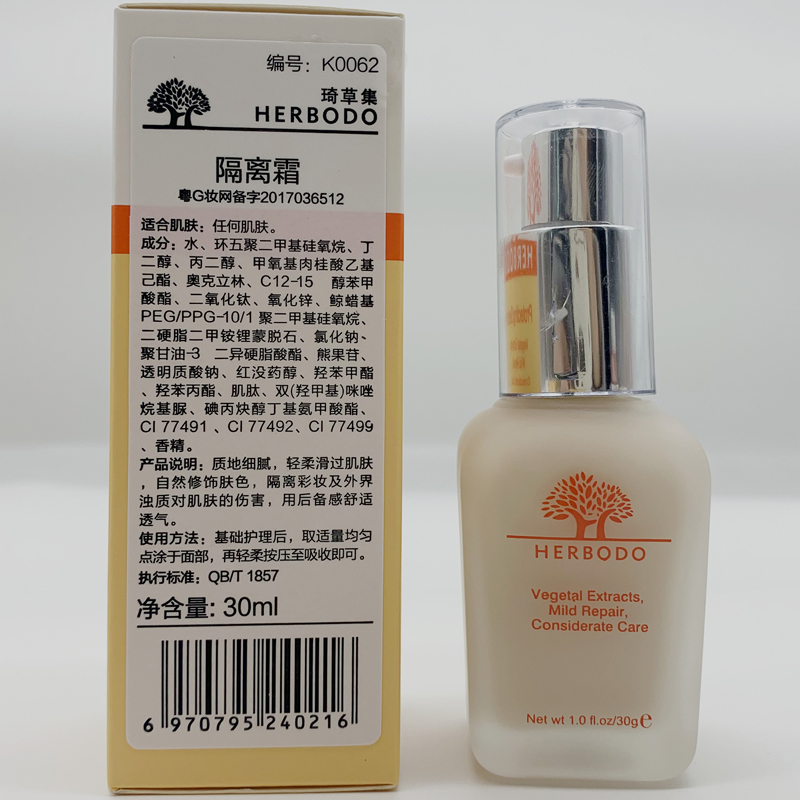 编号：K0062
琦草集
HERBODO
隔离霜
粤G妆网备字2017036512
适合肌肤：任何肌肤。
成分：水、环五聚二甲基硅氧烷、丁
二醇、丙二醇、甲氧基肉桂酸乙基
己酯、奥克立林、C12-15 醇苯甲
酸酯、二氧化钛、氧化锌、鲸蜡基
PEG/PPG-10/1 聚二甲基硅氧烷、
二硬脂二甲铵锂蒙脱石、氯化钠、
聚甘油-3 二异硬脂酸酯、熊果苷、
透明质酸钠、红没药醇、羟苯甲酯
、羟苯丙酯、肌肽、双(羟甲基)咪唑
烷基脲、碘丙炔醇丁基氨甲酸酯、
CI 77491 、CI 77492、CI 77499
、香精。
产品说明：质地细腻，轻柔滑过肌肤
，自然修饰肤色，隔离彩妆及外界
浊质对肌肤的伤害，用后备感舒适
透气。
使用方法：基础护理后，取适量均匀
点涂于面部，再轻柔按压至吸收即可。
执行标准：QB/T 1857
净含量: 30ml
6 970795 240216
HERBODO
Vegetal Extracts,
Mild Repair,
Considerate Care
Net wt 1.0 fl.oz/30g℮